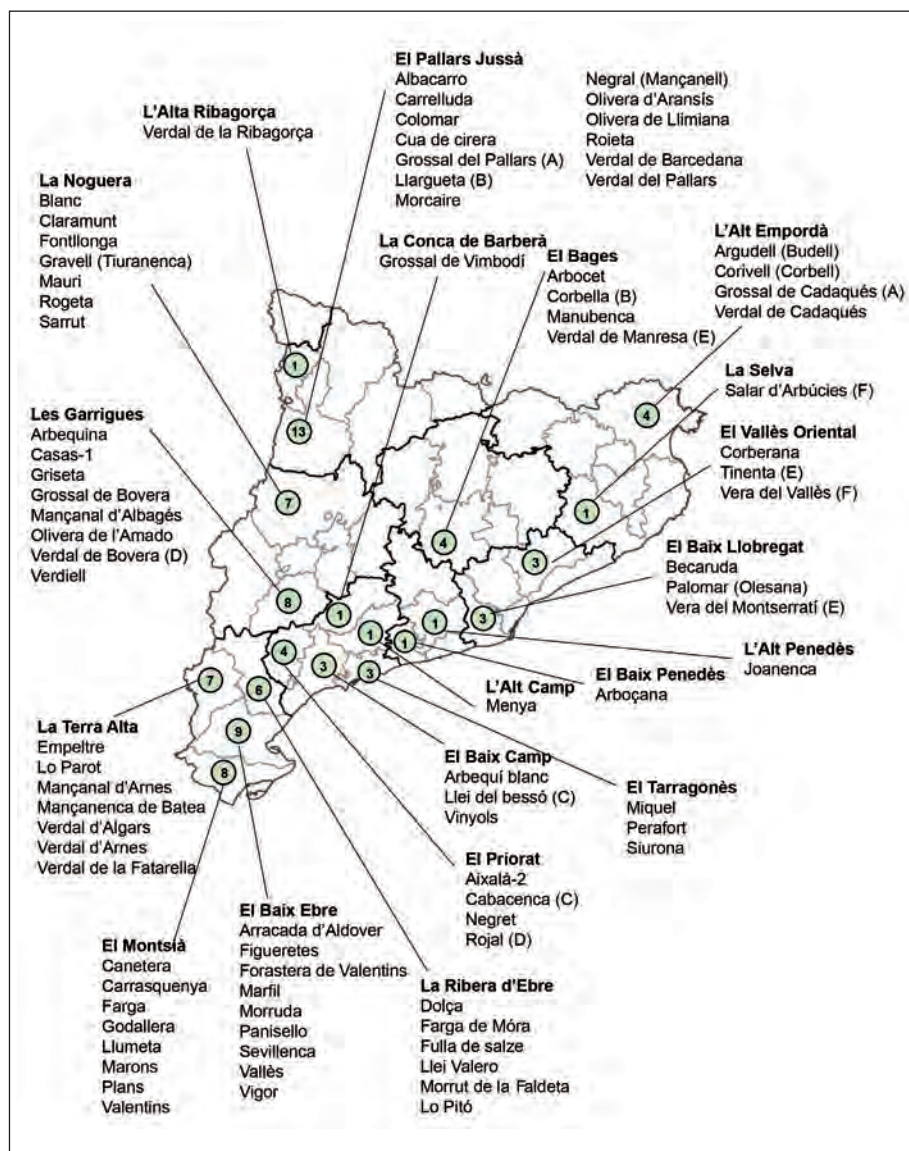 El Pallars Jussà
Albacarro
Carrelluda
Colomar
Cua de cirera
Grossal del Pallars (A)
Llargueta (B)
Morcaire
Negral (Mançanell)
Olivera d'Aransís
Olivera de Llimiana
Roieta
Verdal de Barcedana
Verdal del Pallars
L'Alta Ribagorça
Verdal de la Ribagorça
La Noguera
Blanc
Claramunt
Fontllonga
Gravell (Tiuranenca)
Mauri
Rogeta
Sarrut
La Conca de Barberà
Grossal de Vimbodí
El Bages
Arbocet
Corbella (B)
Manubenca
Verdal de Manresa (E)
L'Alt Empordà
Argudell (Budell)
Corivell (Corbell)
Grossal de Cadaqués (A)
Verdal de Cadaqués
La Selva
Salar d'Arbúcies (F)
El Vallès Oriental
Corberana
Tinenta (E)
Vera del Vallès (F)
El Baix Llobregat
Becaruda
Palomar (Olesana)
Vera del Montserratí (E)
L'Alt Penedès
Joanenca
Les Garrigues
Arbequina
Casas-1
Griseta
Grossal de Bovera
Mançanal d'Albagés
Olivera de l'Amado
Verdal de Bovera (D)
Verdiell
1
13
7
4
4
1
3
8
1
1
1
1
3
4
3
3
7
6
9
8
El Baix Penedès
Arboçana
L'Alt Camp
Menya
El Baix Camp
Arbequí blanc
Llei del bessó (C)
Vinyols
El Tarragonès
Miquel
Perafort
Siurona
La Terra Alta
Empeltre
Lo Parot
Mançanal d'Arnes
Mançanenca de Batea
Verdal d'Algars
Verdal d'Arnes
Verdal de la Fatarella
El Priorat
Aixalà-2
Cabacenca (C)
Negret
Rojal (D)
El Montsià
Canetera
Carrasquenya
Farga
Godallera
Llumeta
Marons
Plans
Valentins
El Baix Ebre
Arracada d'Aldover
Figueretes
Forastera de Valentins
Marfil
Morruda
Panisello
Sevillenca
Vallès
Vigor
La Ribera d'Ebre
Dolça
Farga de Móra
Fulla de salze
Llei Valero
Morrut de la Faldeta
Lo Pitó